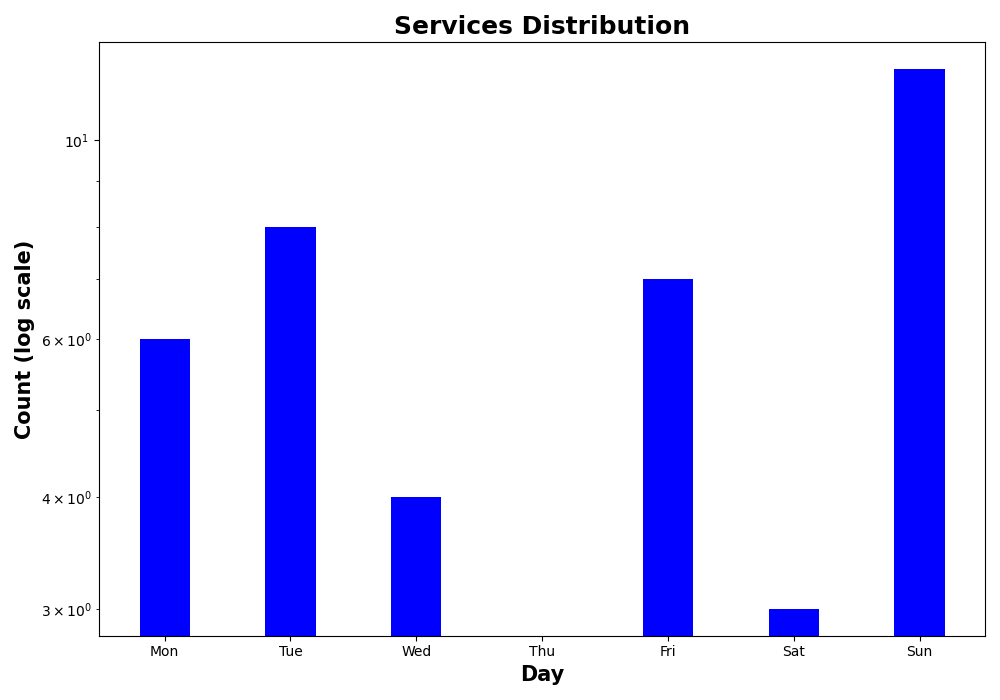 Services Distribution
Count (log scale)
10¹
6 × 10⁰
4 × 10⁰
3 × 10⁰
Mon Tue Wed Thu Fri Sat Sun
Day